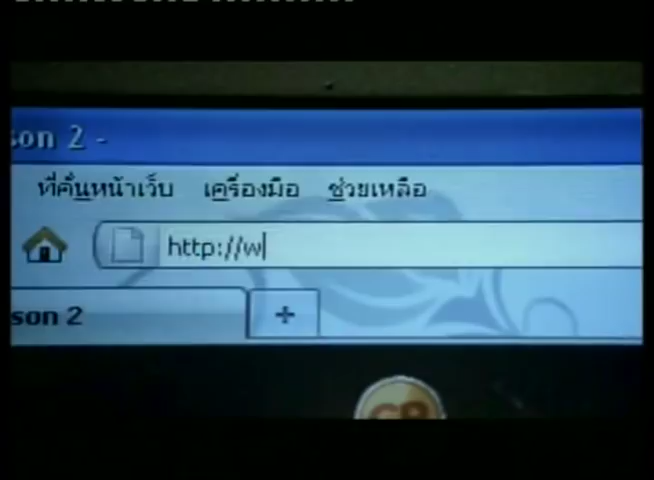 son 2 -
ที่คั่นหน้าเว็บ เครื่องมือ ช่วยเหลือ
http://w
son 2 +
GB